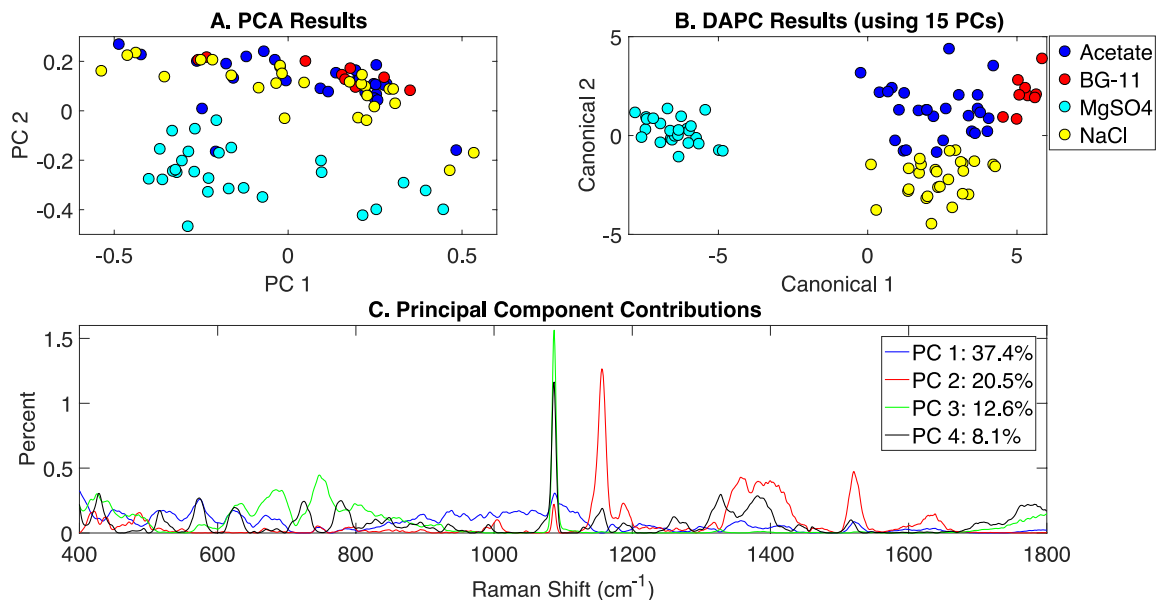 A. PCA Results
0.2
0
-0.2
-0.4
PC 2
-0.5
0
0.5
PC 1
B. DAPC Results (using 15 PCs)
5
0
-5
Canonical 2
-5
0
5
Canonical 1
Acetate
BG-11
MgSO4
NaCl
C. Principal Component Contributions
1.5
1
0.5
0
Percent
PC 1: 37.4%
PC 2: 20.5%
PC 3: 12.6%
PC 4: 8.1%
400
600
800
1000
1200
1400
1600
1800
Raman Shift (cm⁻¹)